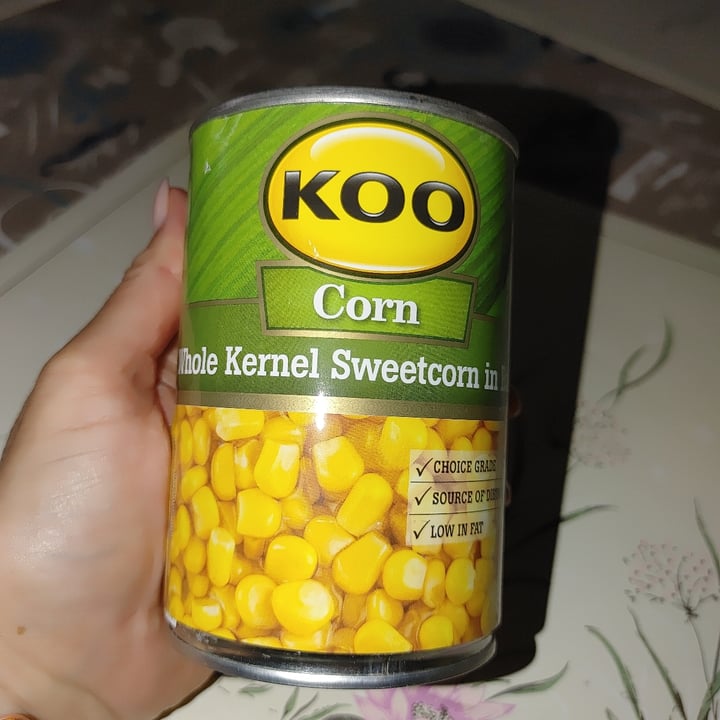 KOO
Corn
Whole Kernel Sweetcorn in
✓ CHOICE GRADE
✓ SOURCE OF
✓ LOW IN FAT